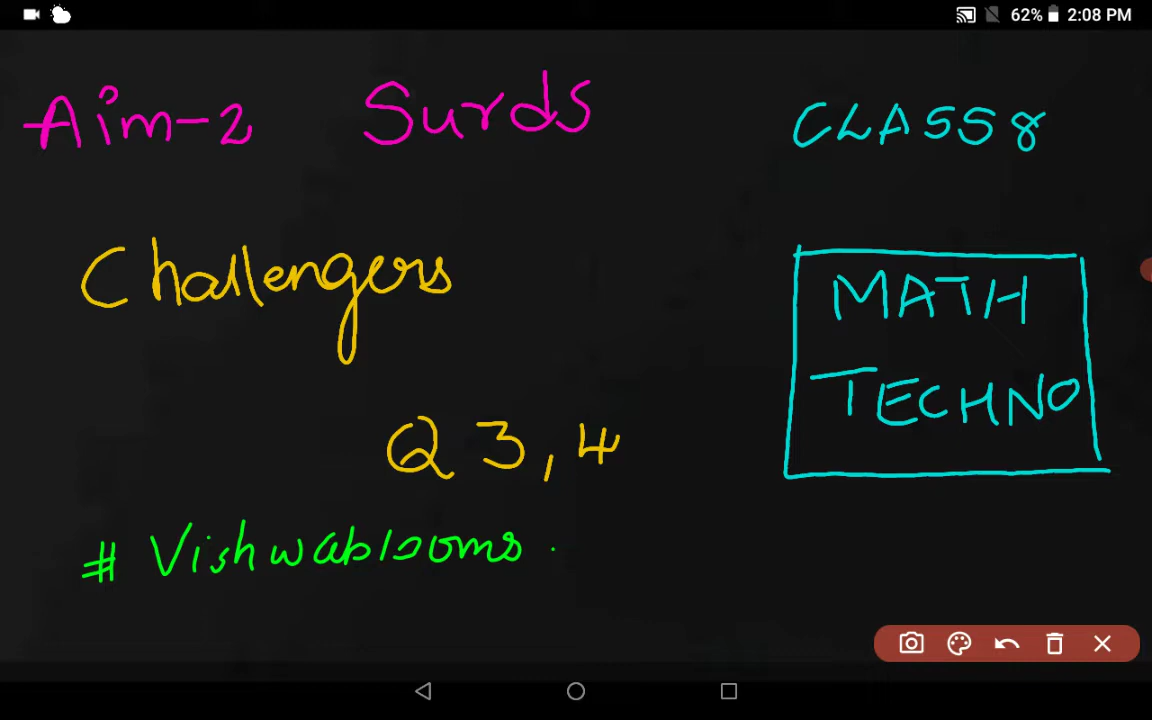 62% 2:08 PM
Aim-2 Surds CLASS 8
Challengers
MATH
TECHNO
Q 3, 4
# Vishwablooms.